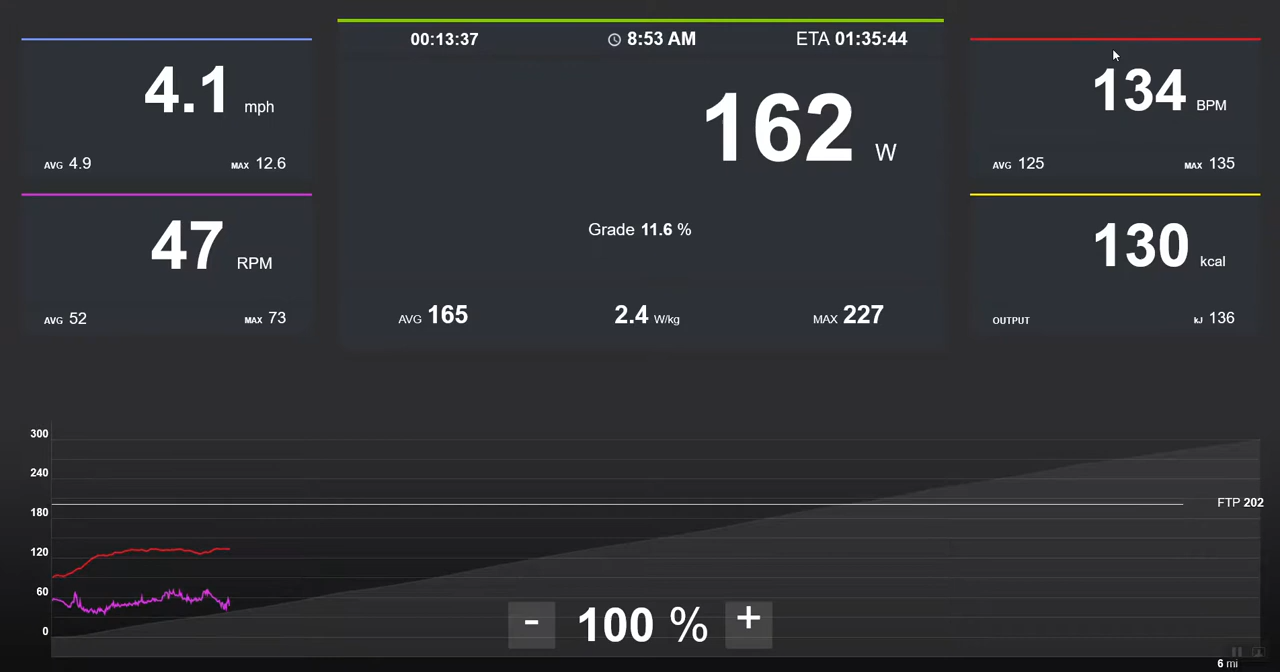 00:13:37 8:53 AM ETA 01:35:44
4.1 mph
AVG 4.9 MAX 12.6
47 RPM
AVG 52 MAX 73
162 W
Grade 11.6 %
AVG 165 2.4 W/kg MAX 227
134 BPM
AVG 125 MAX 135
130 kcal
OUTPUT kJ 136
300
240
180
120
60
0
FTP 202
- 100 % +
6 mi